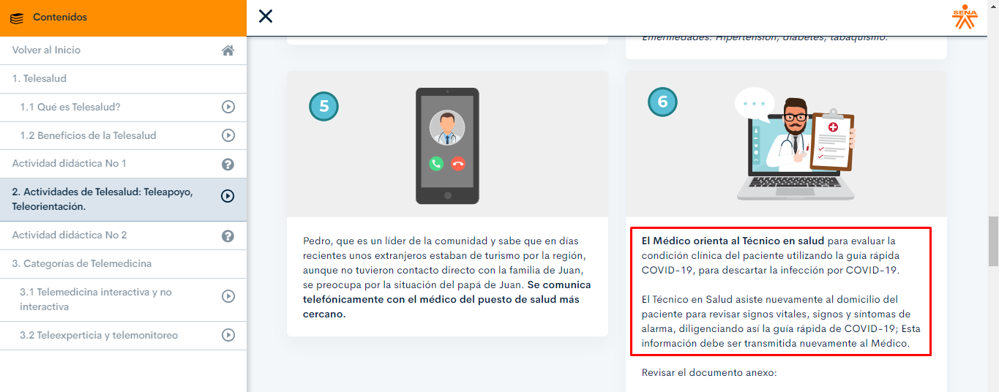 Contenidos
SENA
Volver al Inicio
1. Telesalud
1.1 Qué es Telesalud?
1.2 Beneficios de la Telesalud
Actividad didáctica No 1
2. Actividades de Telesalud: Teleapoyo,
Teleorientación.
Actividad didáctica No 2
3. Categorías de Telemedicina
3.1 Telemedicina interactiva y no
interactiva
3.2 Teleexperticia y telemonitoreo
Enfermedades: Hipertensión, diabetes, tabaquismo.
5
Pedro, que es un líder de la comunidad y sabe que en días
recientes unos extranjeros estaban de turismo por la región,
aunque no tuvieron contacto directo con la familia de Juan,
se preocupa por la situación del papá de Juan. Se comunica
telefónicamente con el médico del puesto de salud más
cercano.
6
El Médico orienta al Técnico en salud para evaluar la
condición clínica del paciente utilizando la guía rápida
COVID-19, para descartar la infección por COVID-19.
El Técnico en Salud asiste nuevamente al domicilio del
paciente para revisar signos vitales, signos y síntomas de
alarma, diligenciando así la guía rápida de COVID-19; Esta
información debe ser transmitida nuevamente al Médico.
Revisar el documento anexo: